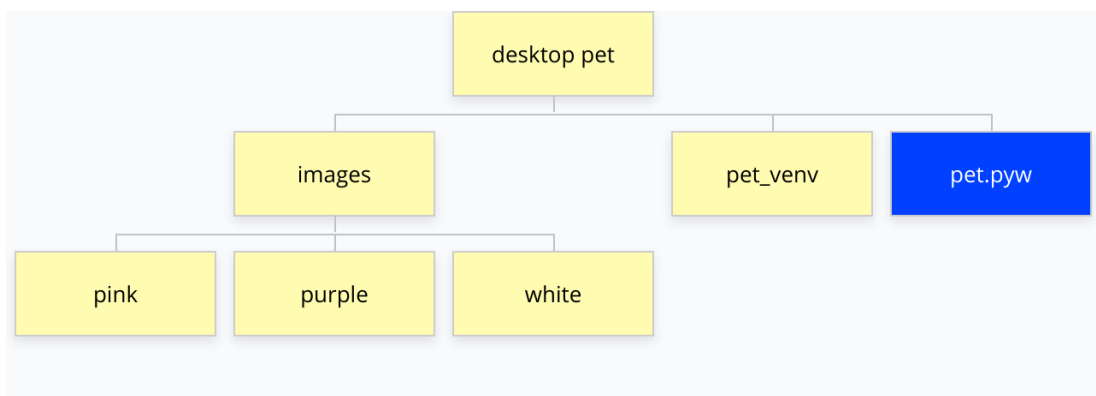 desktop pet
images
pet_venv
pet.pyw
pink
purple
white